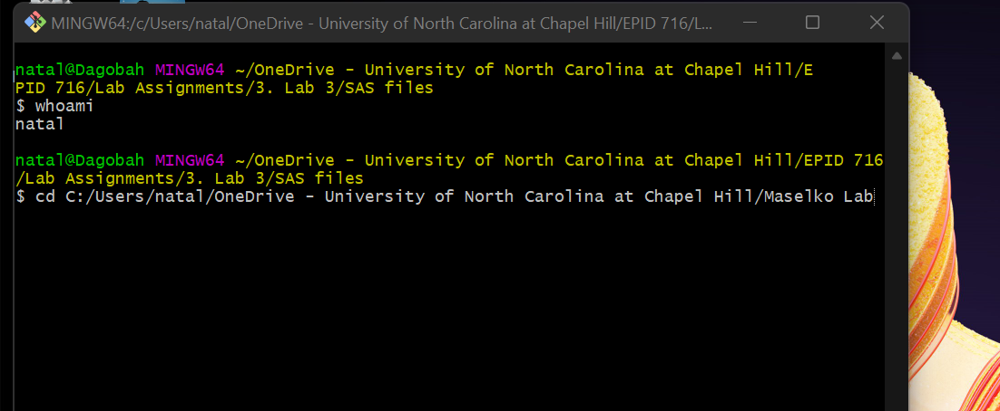 MINGW64:/c/Users/natal/OneDrive - University of North Carolina at Chapel Hill/EPID 716/L...
natal@Dagobah MINGW64 ~/OneDrive - University of North Carolina at Chapel Hill/E
PID 716/Lab Assignments/3. Lab 3/SAS files
$ whoami
natal
natal@Dagobah MINGW64 ~/OneDrive - University of North Carolina at Chapel Hill/EPID 716
/Lab Assignments/3. Lab 3/SAS files
$ cd C:/Users/natal/OneDrive - University of North Carolina at Chapel Hill/Maselko Lab